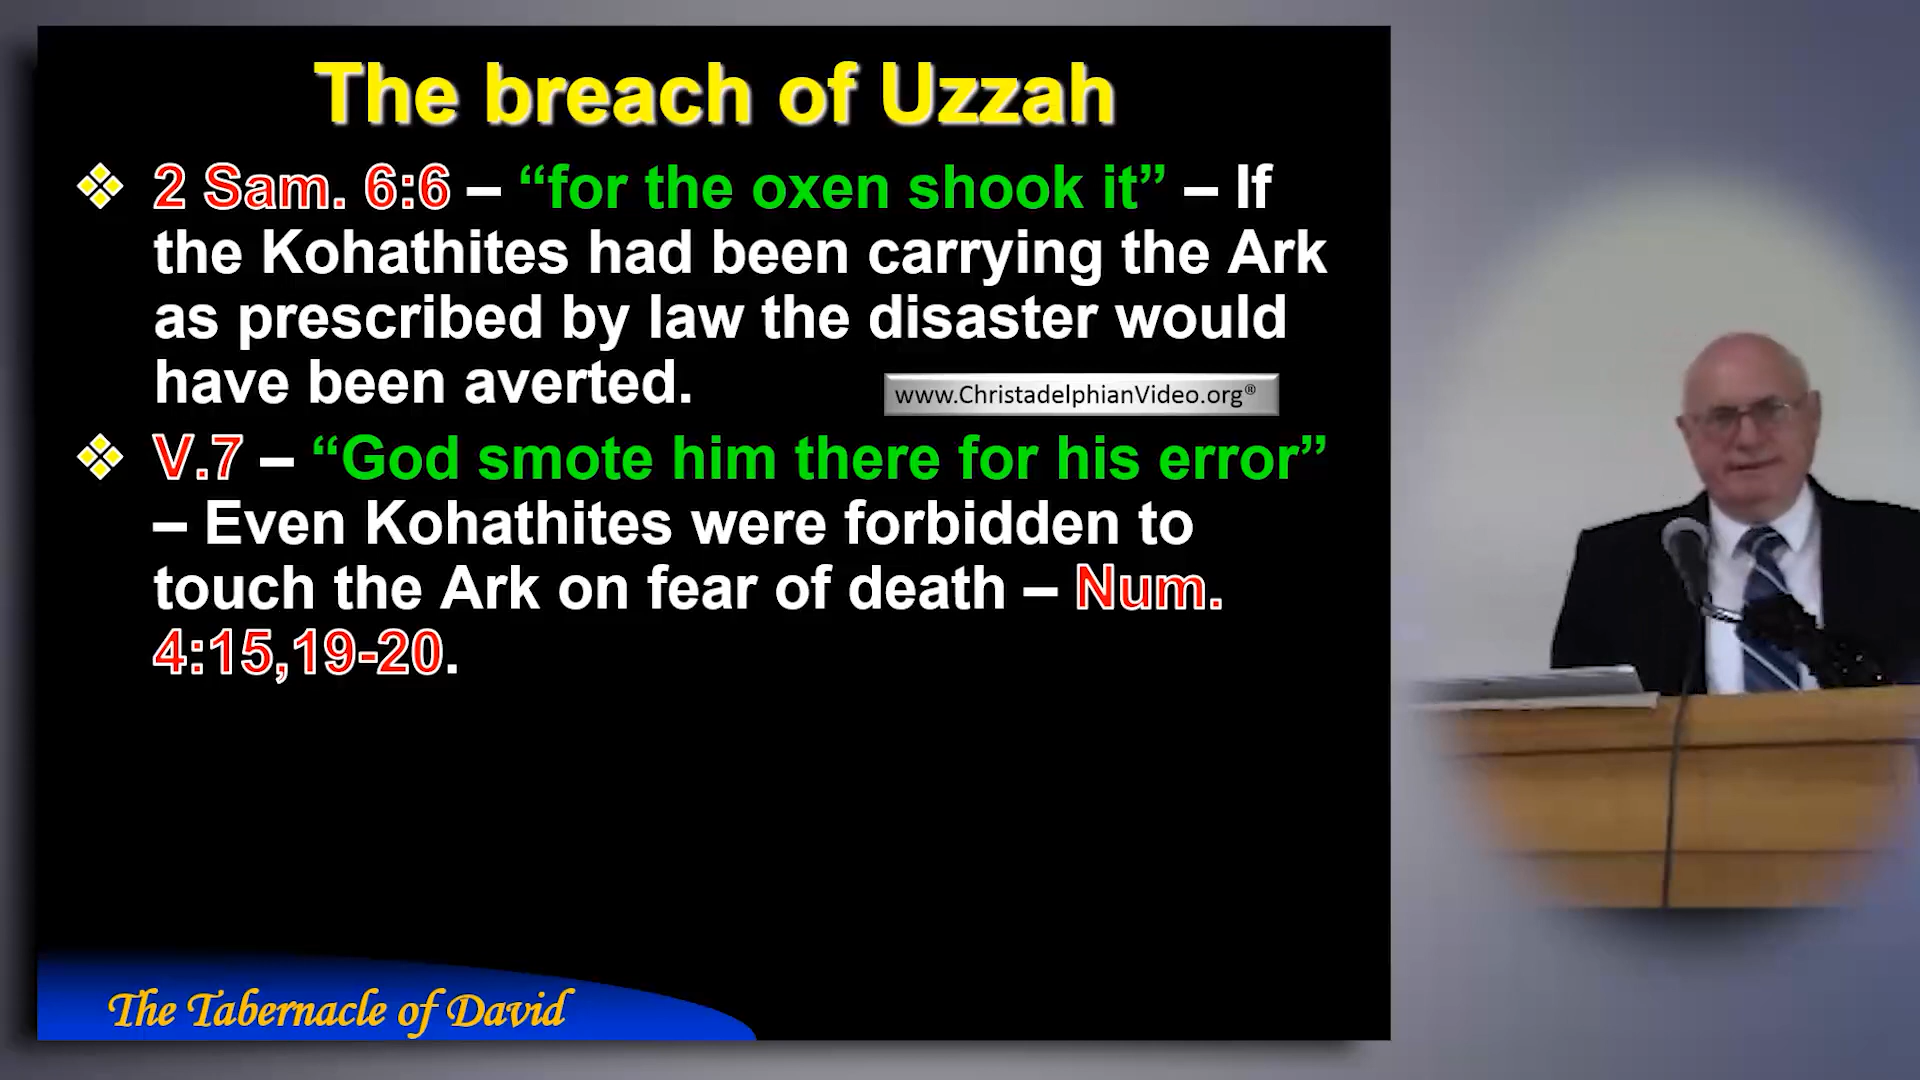 The breach of Uzzah
2 Sam. 6:6 – “for the oxen shook it” – If
the Kohathites had been carrying the Ark
as prescribed by law the disaster would
have been averted.
www.ChristadelphianVideo.org®
V.7 – “God smote him there for his error”
– Even Kohathites were forbidden to
touch the Ark on fear of death – Num.
4:15,19-20.
The Tabernacle of David